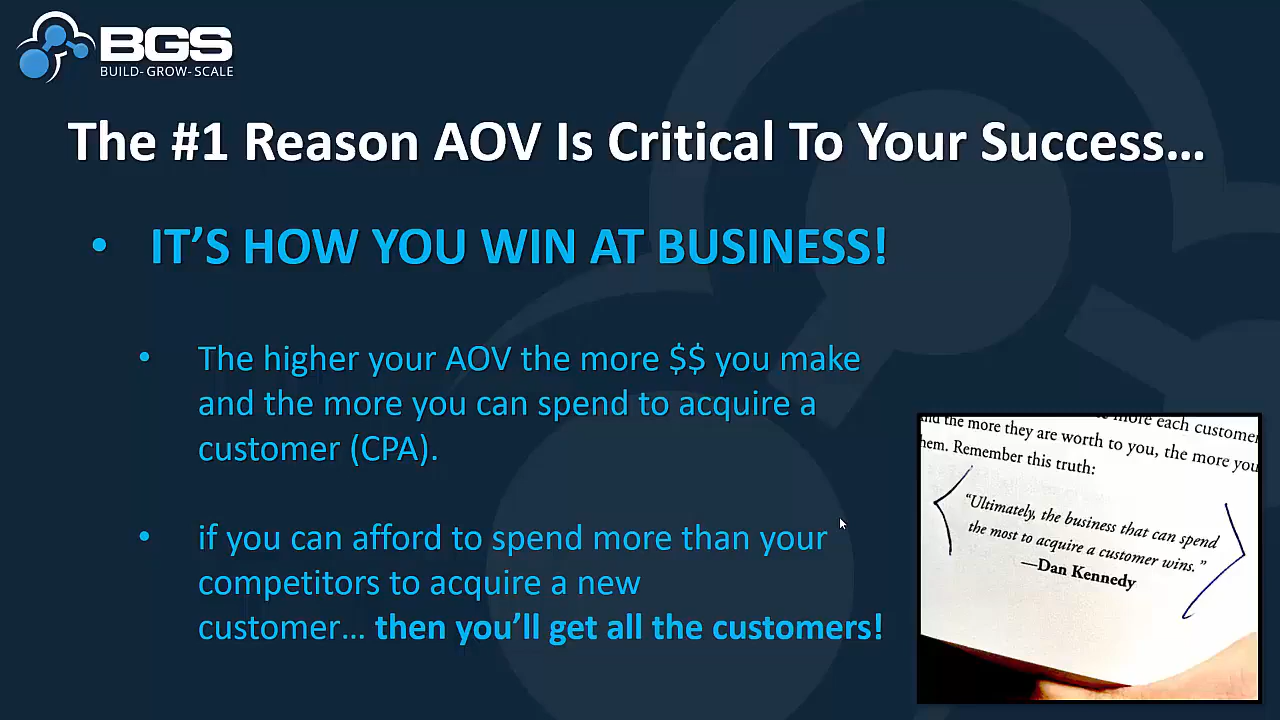 BGS
BUILD-GROW-SCALE
The #1 Reason AOV Is Critical To Your Success...
• IT'S HOW YOU WIN AT BUSINESS!
• The higher your AOV the more $$ you make
and the more you can spend to acquire a
customer (CPA).
• if you can afford to spend more than your
competitors to acquire a new
customer... then you'll get all the customers!
more each customer
the more they are worth to you, the more you
Remember this truth:
"Ultimately, the business that can spend
the most to acquire a customer wins."
—Dan Kennedy